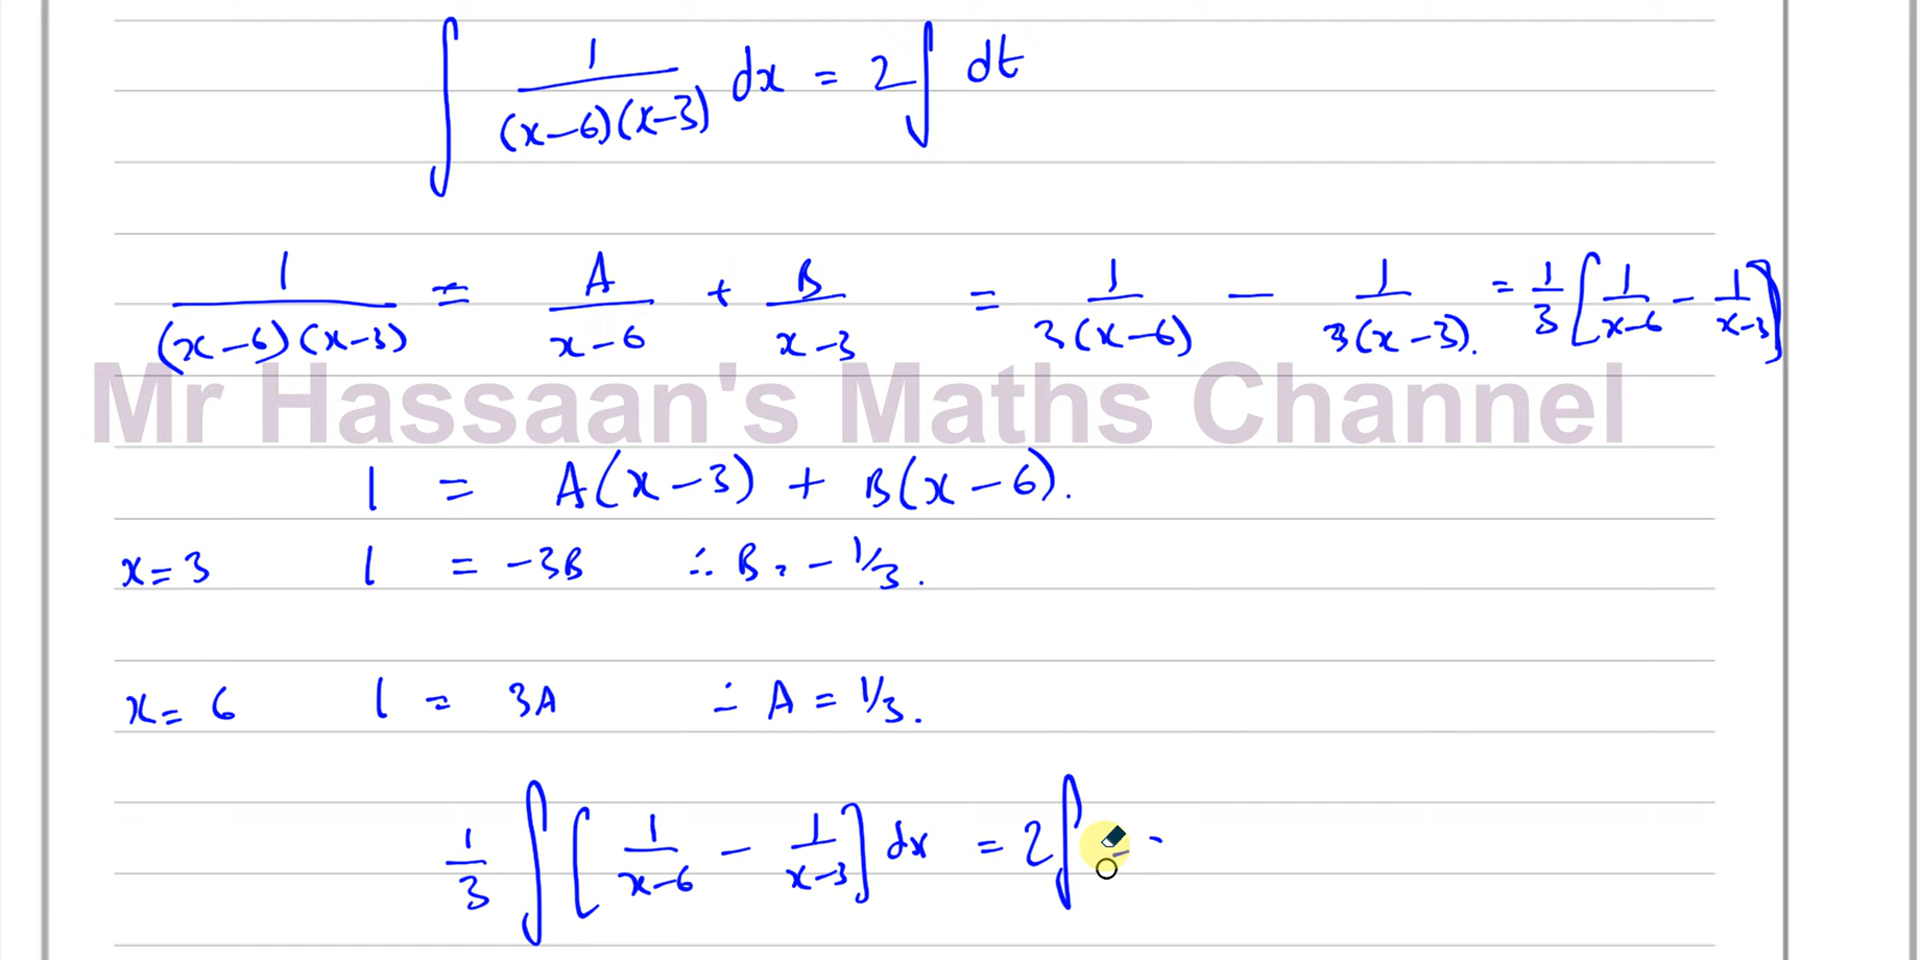 ∫ 1/((x-6)(x-3)) dx = 2∫ dt
1/((x-6)(x-3)) = A/(x-6) + B/(x-3) = 1/(3(x-6)) - 1/(3(x-3)). = 1/3 [1/(x-6) - 1/(x-3)]
Mr Hassaan's Maths Channel
1 = A(x-3) + B(x-6).
x=3 1 = -3B ∴ B = -1/3.
x=6 1 = 3A ∴ A = 1/3.
1/3 ∫ [1/(x-6) - 1/(x-3)] dx = 2∫